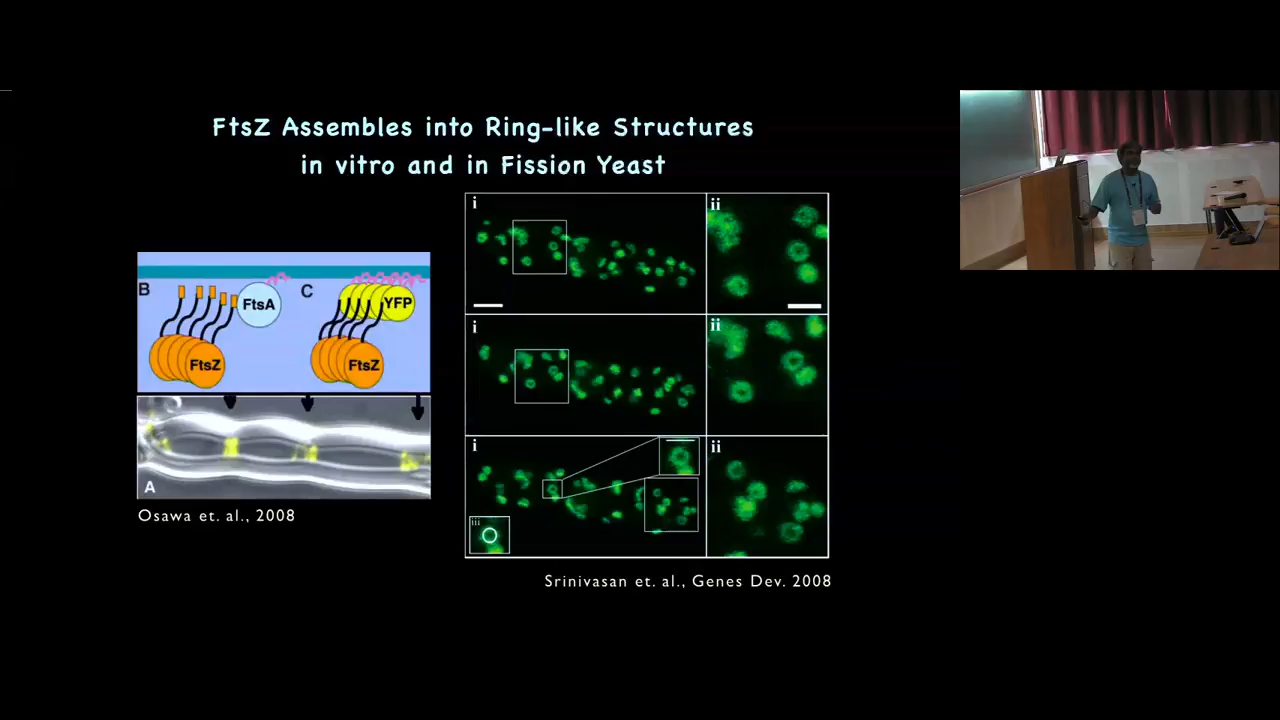 FtsZ Assembles into Ring-like Structures
in vitro and in Fission Yeast
B
FtsA
FtsZ
C
YFP
FtsZ
A
Osawa et. al., 2008
i
ii
i
ii
i
ii
iii
Srinivasan et. al., Genes Dev. 2008